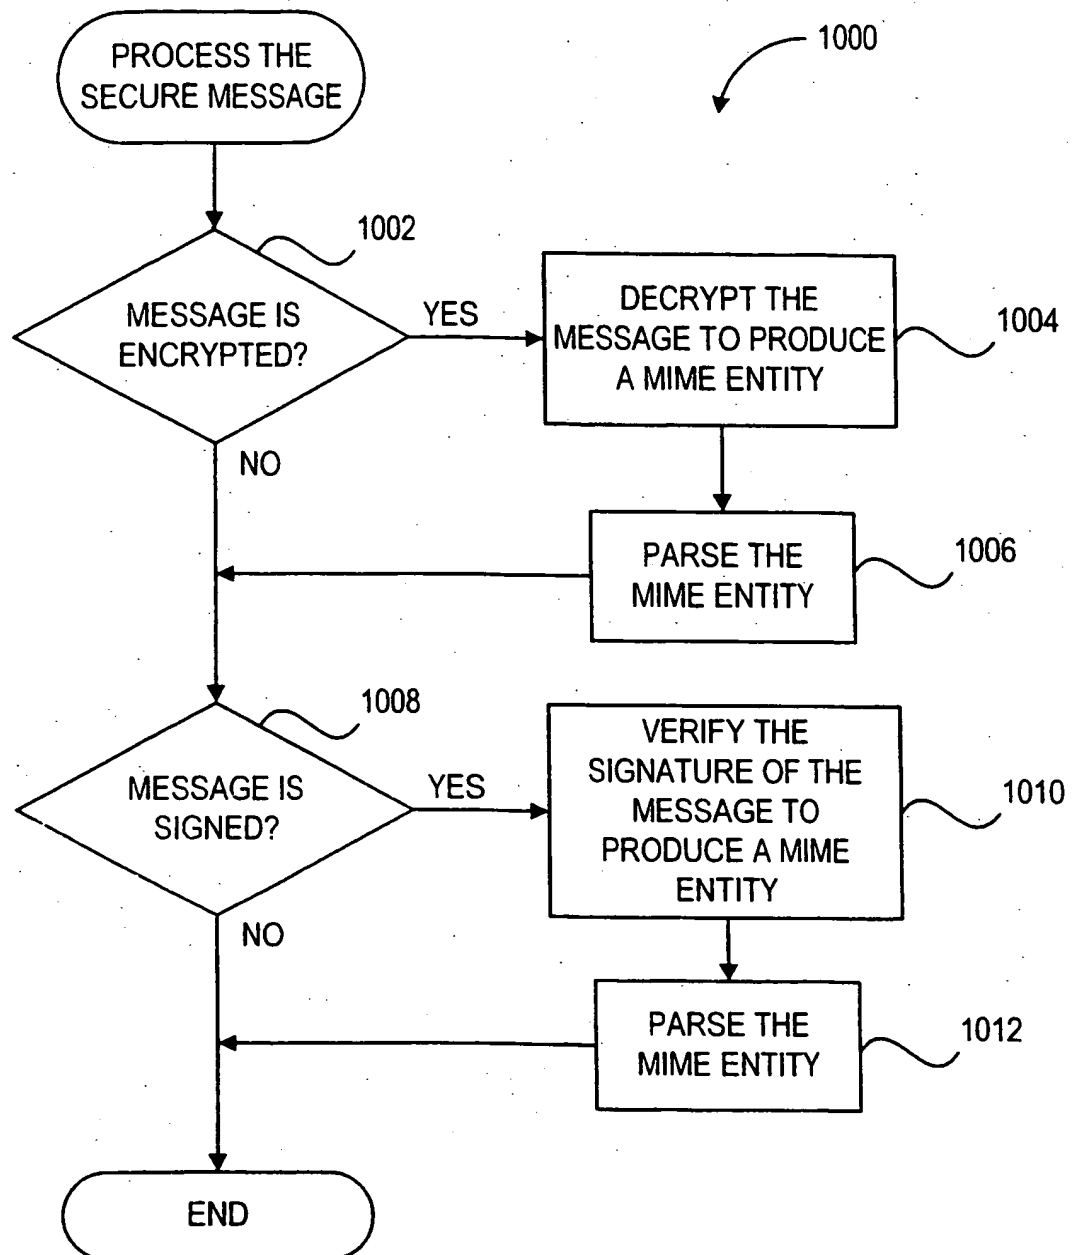 PROCESS THE
SECURE MESSAGE
1000
1002
MESSAGE IS
ENCRYPTED?
YES
NO
DECRYPT THE
MESSAGE TO PRODUCE
A MIME ENTITY
1004
PARSE THE
MIME ENTITY
1006
1008
MESSAGE IS
SIGNED?
YES
NO
VERIFY THE
SIGNATURE OF THE
MESSAGE TO
PRODUCE A MIME
ENTITY
1010
PARSE THE
MIME ENTITY
1012
END